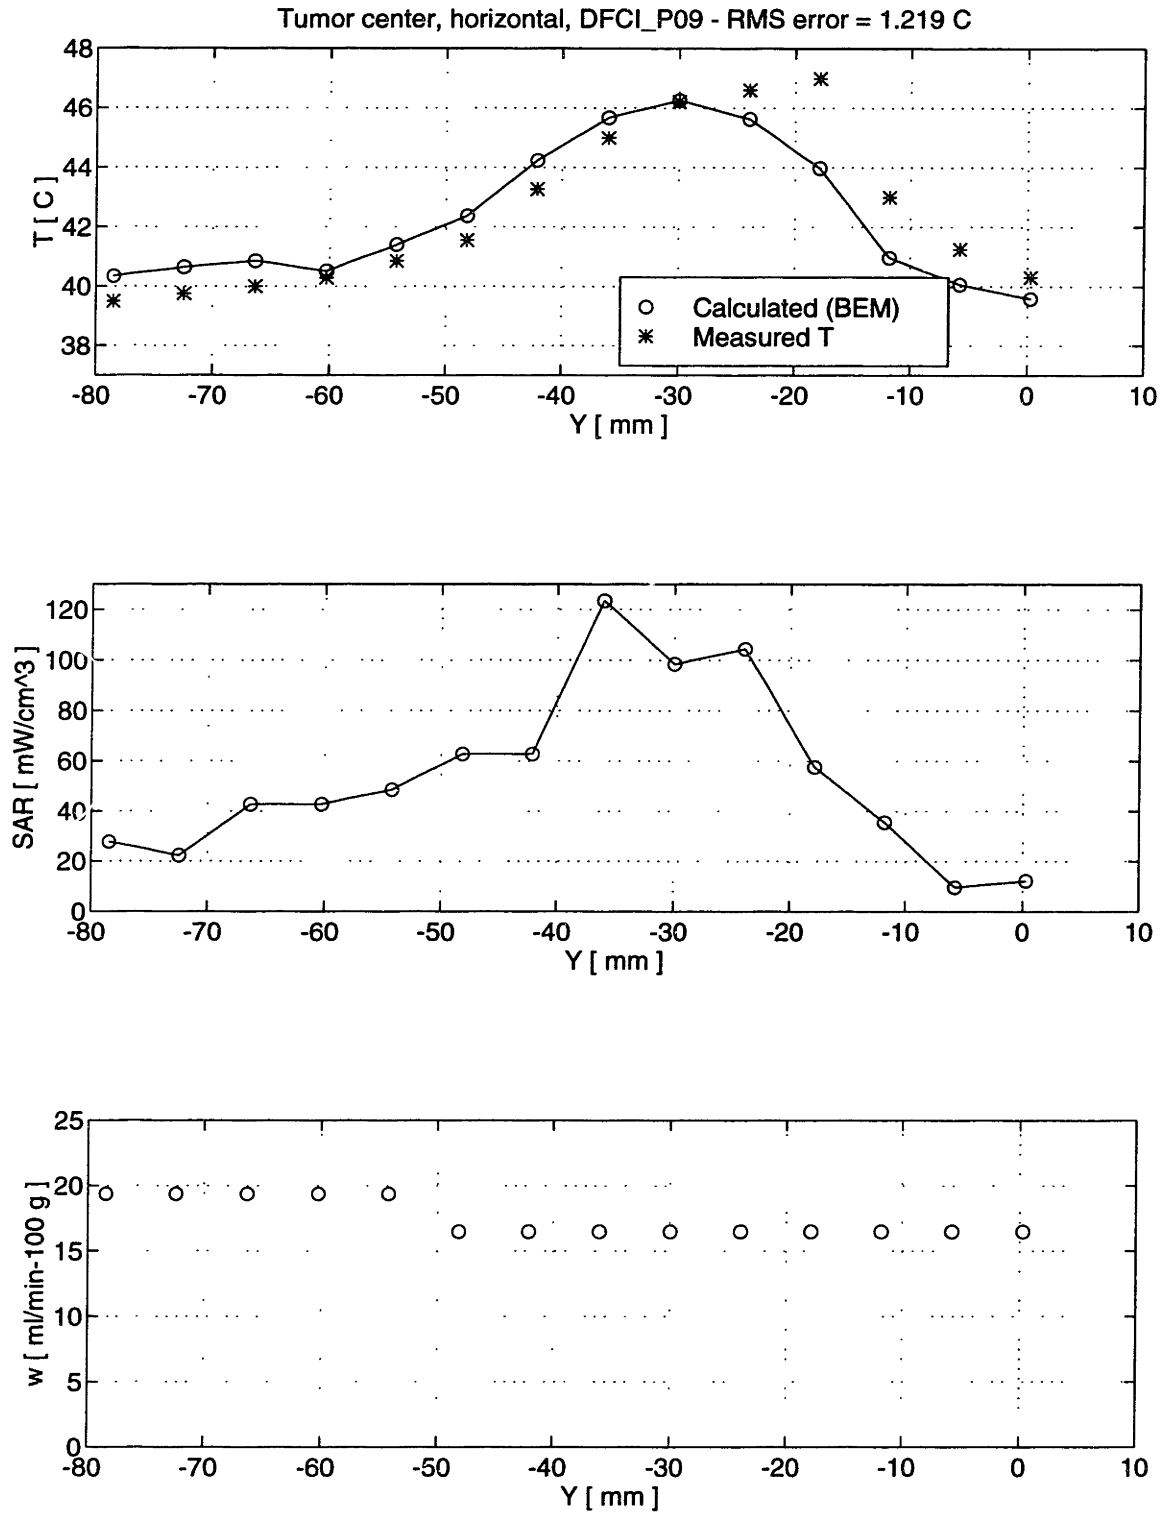 Tumor center, horizontal, DFCI_P09 - RMS error = 1.219 C
48
46
44
42
40
38
T [ C ]
Calculated (BEM)
Measured T
-80 -70 -60 -50 -40 -30 -20 -10 0 10
Y [ mm ]
120
100
80
60
40
20
0
SAR [ mW/cm^3 ]
-80 -70 -60 -50 -40 -30 -20 -10 0 10
Y [ mm ]
25
20
15
10
5
0
w [ ml/min-100 g ]
-80 -70 -60 -50 -40 -30 -20 -10 0 10
Y [ mm ]